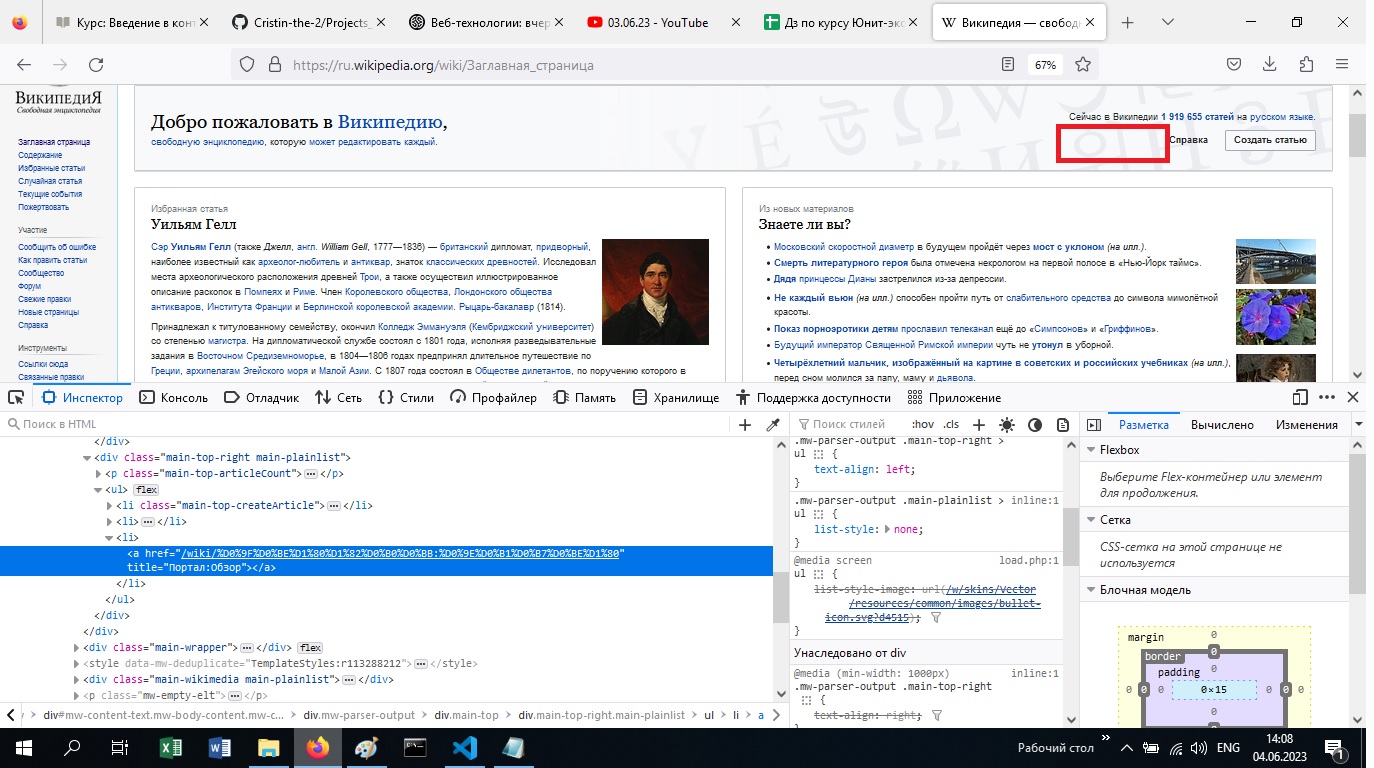 Курс: Введение в конт
Cristin-the-2/Projects_
Веб-технологии: вчер
03.06.23 - YouTube
Дз по курсу Юнит-эко
Википедия — свободн
https://ru.wikipedia.org/wiki/Заглавная_страница
67%
ВикипедиЯ
Свободная энциклопедия
Заглавная страница
Содержание
Избранные статьи
Случайная статья
Текущие события
Пожертвовать
Участие
Сообщить об ошибке
Как править статьи
Сообщество
Форум
Свежие правки
Новые страницы
Справка
Инструменты
Ссылки сюда
Связанные правки
Добро пожаловать в Википедию,
свободную энциклопедию, которую может редактировать каждый.
Сейчас в Википедии 1 919 655 статей на русском языке.
Справка
Создать статью
Избранная статья
Уильям Гелл
Сэр Уильям Гелл (также Джелл, англ. William Gell, 1777—1836) — британский дипломат, придворный,
наиболее известный как археолог-любитель и антиквар, знаток классических древностей. Исследовал
места археологического расположения древней Трои, а также осуществил иллюстрированное
описание раскопок в Помпеях и Риме. Член Королевского общества, Лондонского общества
антикваров, Института Франции и Берлинской королевской академии. Рыцарь-бакалавр (1814).
Принадлежал к титулованному семейству, окончил Колледж Эммануэля (Кембриджский университет)
со степенью магистра. На дипломатической службе состоял с 1801 года, исполняя разведывательные
задания в Восточном Средиземноморье, в 1804—1806 годах предпринял длительное путешествие по
Греции, архипелагам Эгейского моря и Малой Азии. С 1807 года состоял в Обществе дилетантов, по поручению которого в
Из новых материалов
Знаете ли вы?
Московский скоростной диаметр в будущем пройдёт через мост с уклоном (на илл.).
Смерть литературного героя была отмечена некрологом на первой полосе в «Нью-Йорк таймс».
Дядя принцессы Дианы застрелился из-за депрессии.
Не каждый вьюн (на илл.) способен пройти путь от слабительного средства до символа мимолётной
красоты.
Показ порноэротики детям прославил телеканал ещё до «Симпсонов» и «Гриффинов».
Будущий император Священной Римской империи чуть не утонул в уборной.
Четырёхлетний мальчик, изображённый на картине в советских и российских учебниках (на илл.),
перед сном молился за папу, маму и дьявола.
Инспектор
Консоль
Отладчик
Сеть
Стили
Профайлер
Память
Хранилище
Поддержка доступности
Приложение
Поиск в HTML
</div>
<div class="main-top-right main-plainlist">
<p class="main-top-articleCount"></p>
<ul> flex
<li class="main-top-createArticle"></li>
<li></li>
<li>
<a href="/wiki/%D0%9F%D0%BE%D1%80%D1%82%D0%B0%D0%BB:%D0%9E%D0%B1%D0%B7%D0%BE%D1%80"
title="Портал:Обзор"></a>
</li>
</ul>
</div>
</div>
<div class="main-wrapper"></div> flex
<style data-mw-deduplicate="TemplateStyles:r113288212"></style>
<div class="main-wikimedia main-plainlist"></div>
<p class="mw-empty-elt"></p>
div#mw-content-text.mw-body-content.mw-c… › div.mw-parser-output › div.main-top › div.main-top-right.main-plainlist › ul › li › a
Поиск стилей
:hov .cls
.mw-parser-output .main-top-right >
ul {
text-align: left;
}
.mw-parser-output .main-plainlist > inline:1
ul {
list-style: none;
}
@media screen load.php:1
ul {
list-style-image: url(/w/skins/Vector
/resources/common/images/bullet-
icon.svg?d4515);
}
Унаследовано от div
@media (min-width: 1000px) inline:1
.mw-parser-output .main-top-right
{
text-align: right;
Разметка
Вычислено
Изменения
Flexbox
Выберите Flex-контейнер или элемент
для продолжения.
Сетка
CSS-сетка на этой странице не
используется
Блочная модель
margin 0
border 0
padding 0
0 0 0 0×15 0 0 0
0
Рабочий стол
ENG
14:08
04.06.2023
1